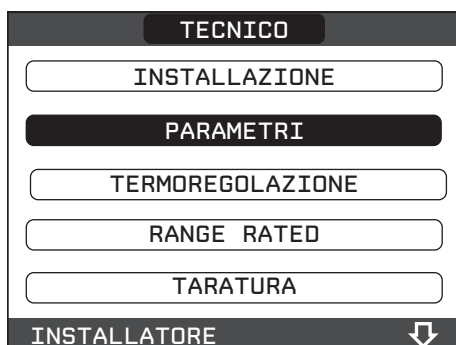 TECNICO
INSTALLAZIONE
PARAMETRI
TERMOREGOLAZIONE
RANGE RATED
TARATURA
INSTALLATORE